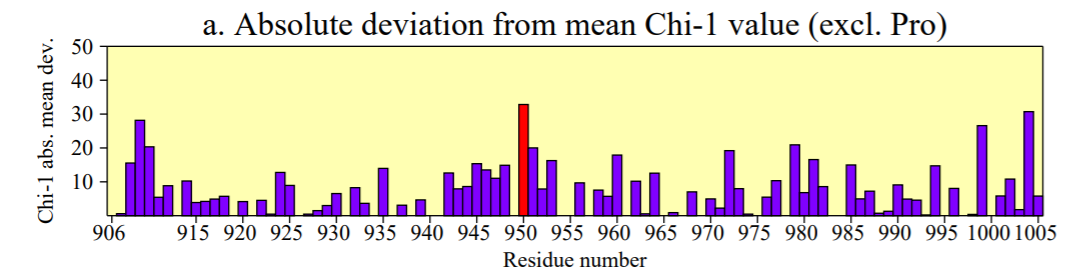 a. Absolute deviation from mean Chi-1 value (excl. Pro)
Chi-1 abs. mean dev.
50
40
30
20
10
906 915 920 925 930 935 940 945 950 955 960 965 970 975 980 985 990 995 1000 1005
Residue number